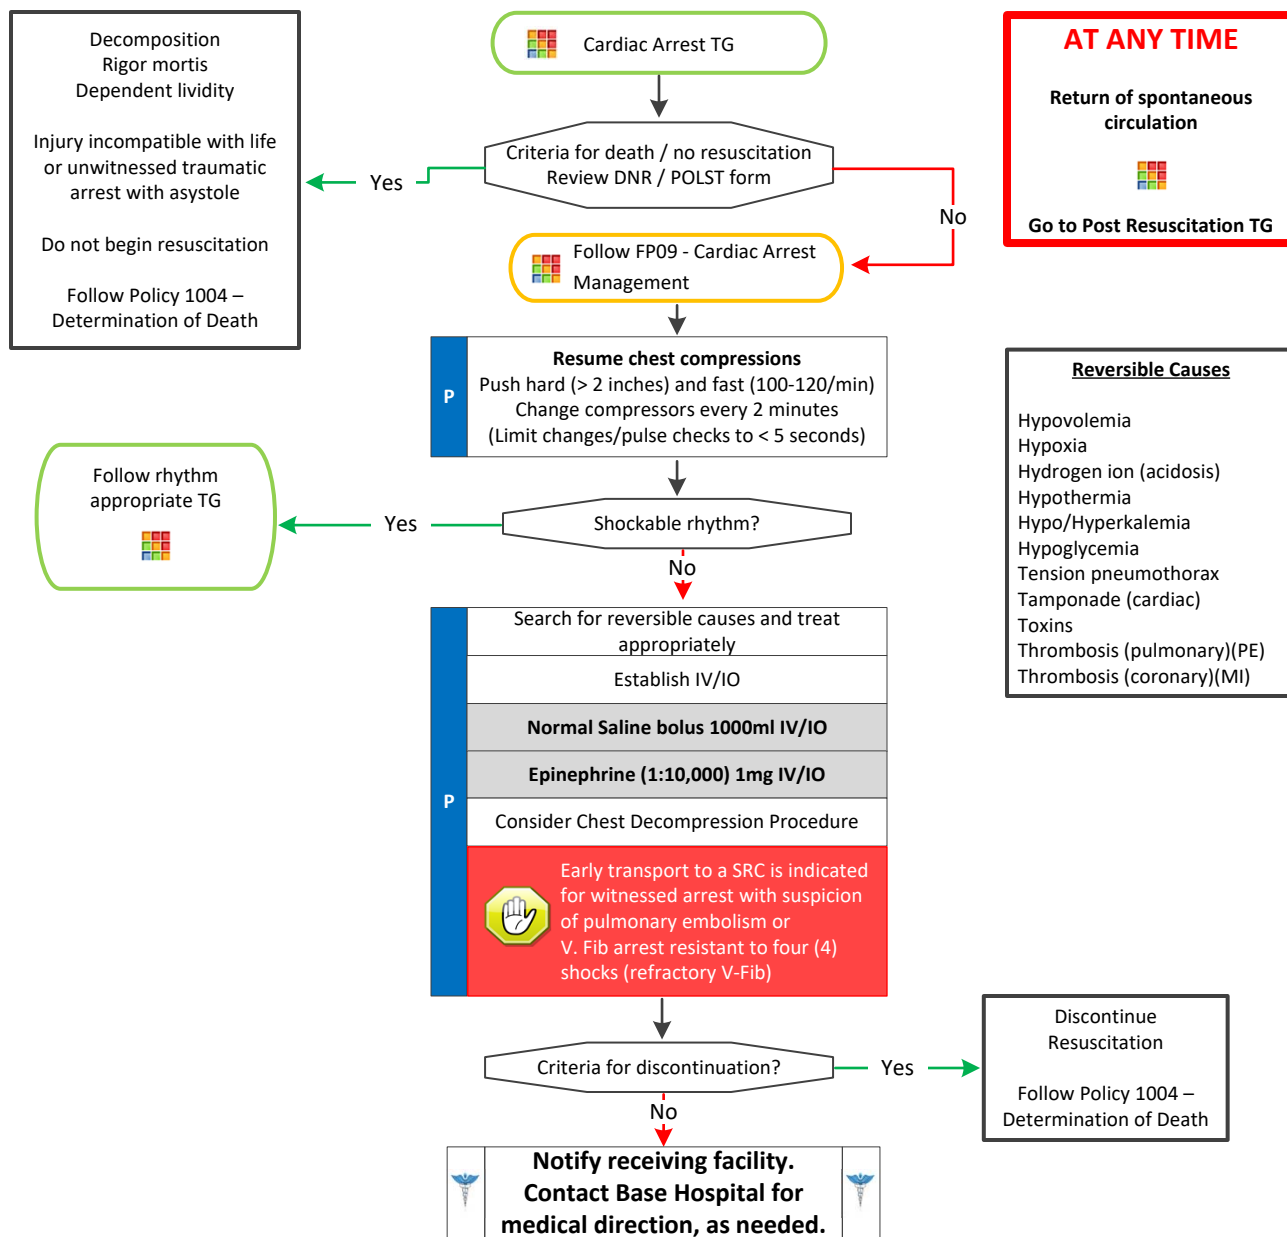 Decomposition
Rigor mortis
Dependent lividity
Injury incompatible with life
or unwitnessed traumatic
arrest with asystole
Do not begin resuscitation
Follow Policy 1004 –
Determination of Death
Cardiac Arrest TG
AT ANY TIME
Return of spontaneous
circulation
Go to Post Resuscitation TG
Criteria for death / no resuscitation
Review DNR / POLST form
Yes
No
Follow FP09 - Cardiac Arrest
Management
P
Resume chest compressions
Push hard (> 2 inches) and fast (100-120/min)
Change compressors every 2 minutes
(Limit changes/pulse checks to < 5 seconds)
Reversible Causes
Hypovolemia
Hypoxia
Hydrogen ion (acidosis)
Hypothermia
Hypo/Hyperkalemia
Hypoglycemia
Tension pneumothorax
Tamponade (cardiac)
Toxins
Thrombosis (pulmonary)(PE)
Thrombosis (coronary)(MI)
Follow rhythm
appropriate TG
Yes
Shockable rhythm?
No
P
Search for reversible causes and treat
appropriately
Establish IV/IO
Normal Saline bolus 1000ml IV/IO
Epinephrine (1:10,000) 1mg IV/IO
Consider Chest Decompression Procedure
Early transport to a SRC is indicated
for witnessed arrest with suspicion
of pulmonary embolism or
V. Fib arrest resistant to four (4)
shocks (refractory V-Fib)
Criteria for discontinuation?
Yes
Discontinue
Resuscitation
Follow Policy 1004 –
Determination of Death
No
Notify receiving facility.
Contact Base Hospital for
medical direction, as needed.